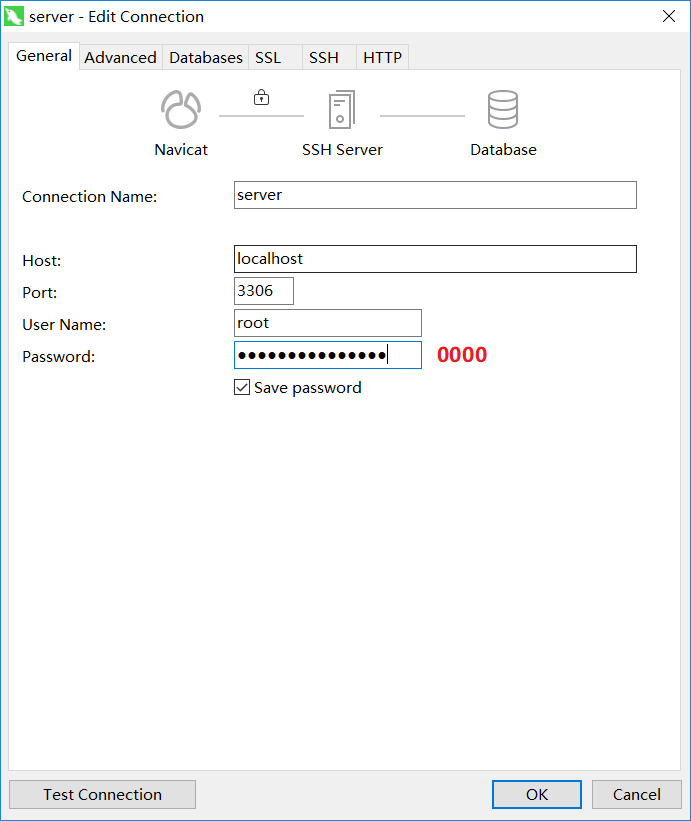 server - Edit Connection
General Advanced Databases SSL SSH HTTP
Navicat SSH Server Database
Connection Name: server
Host: localhost
Port: 3306
User Name: root
Password: ●●●●●●●●●●●●●●● 0000
Save password
Test Connection OK Cancel